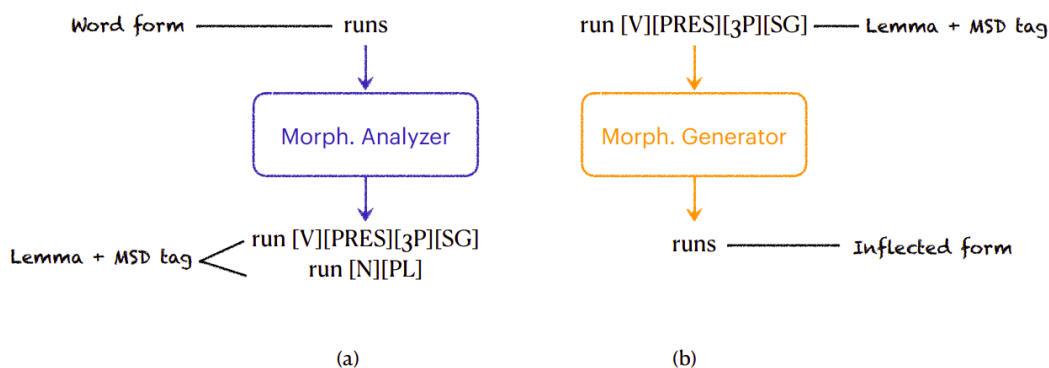 Word form runs
Morph. Analyzer
run [V][PRES][3P][SG]
Lemma + MSD tag
run [N][PL]
(a)
run [V][PRES][3P][SG] Lemma + MSD tag
Morph. Generator
runs Inflected form
(b)